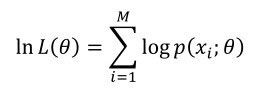 ln L(θ) = ∑_{i=1}^{M} log p(x_i; θ)